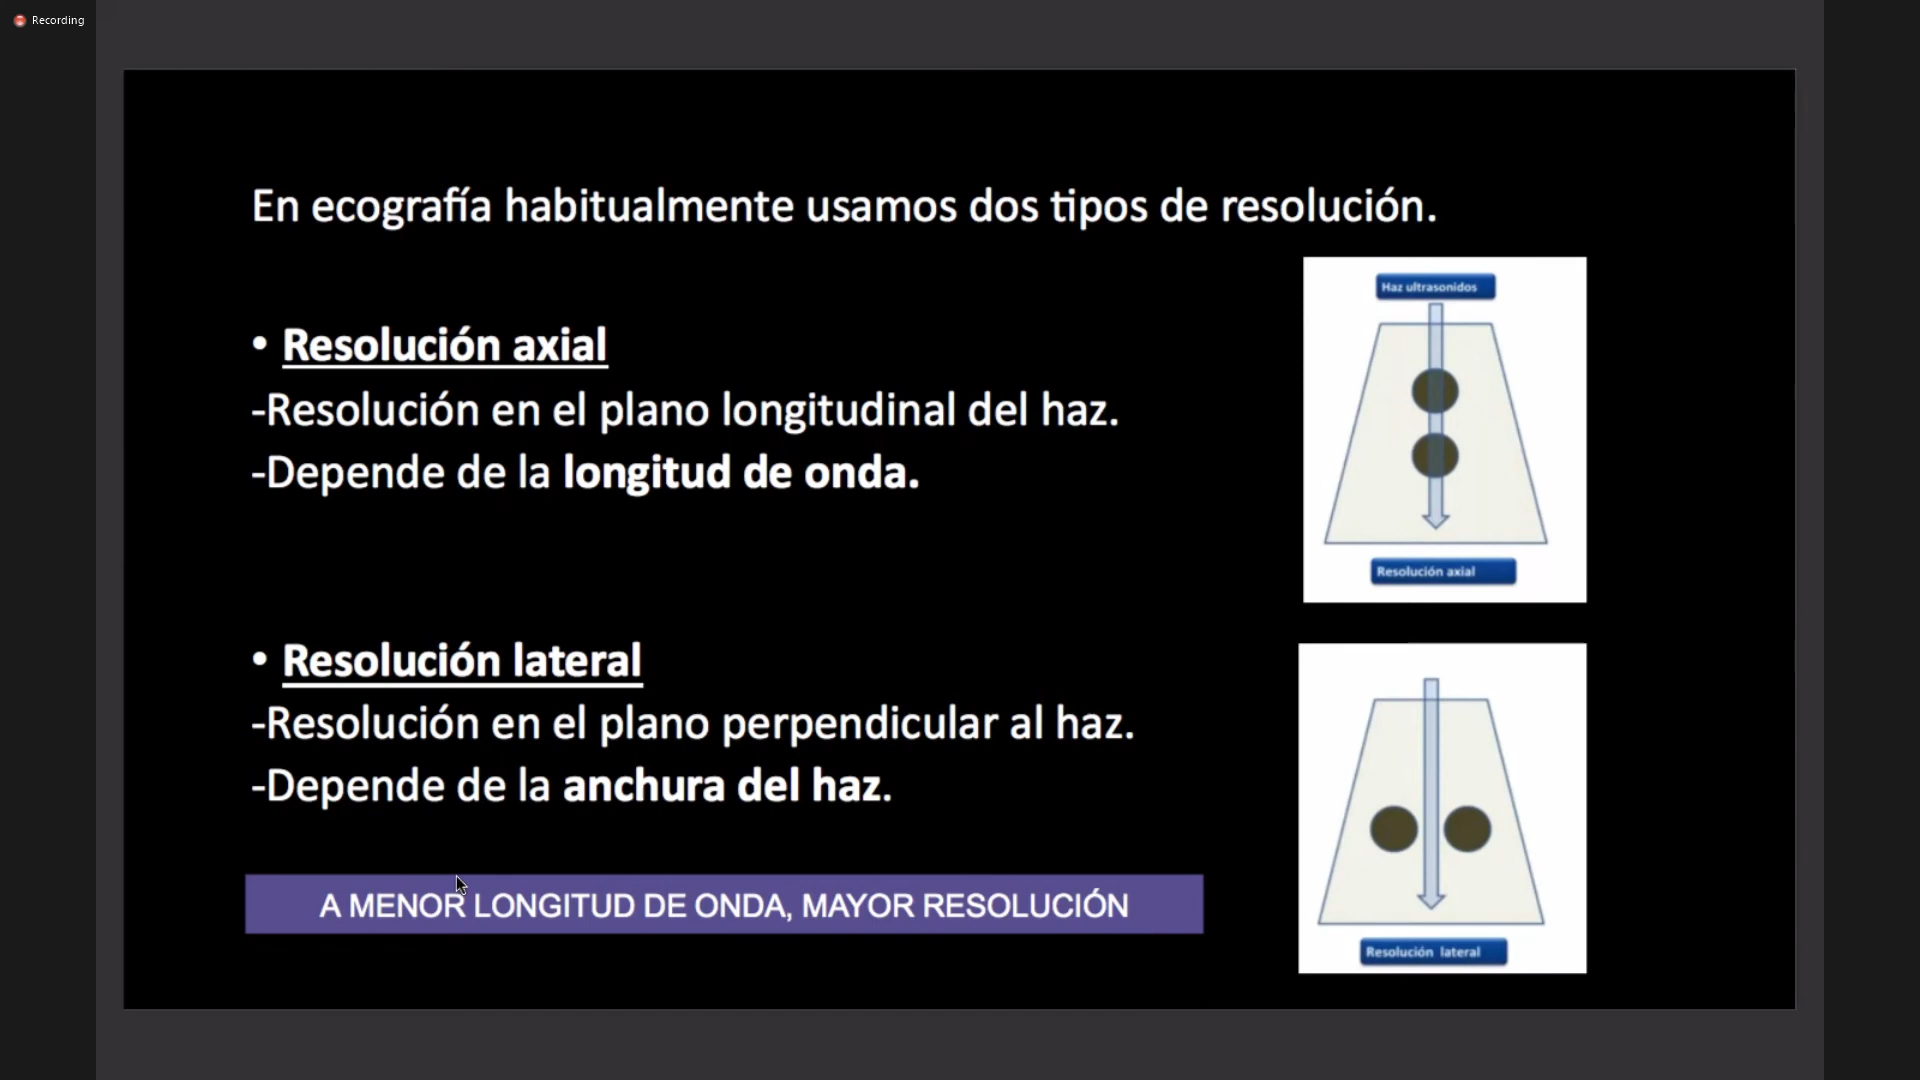 Recording
En ecografía habitualmente usamos dos tipos de resolución.
• Resolución axial
-Resolución en el plano longitudinal del haz.
-Depende de la longitud de onda.
Haz ultrasonidos
Resolución axial
• Resolución lateral
-Resolución en el plano perpendicular al haz.
-Depende de la anchura del haz.
A MENOR LONGITUD DE ONDA, MAYOR RESOLUCIÓN
Resolución lateral